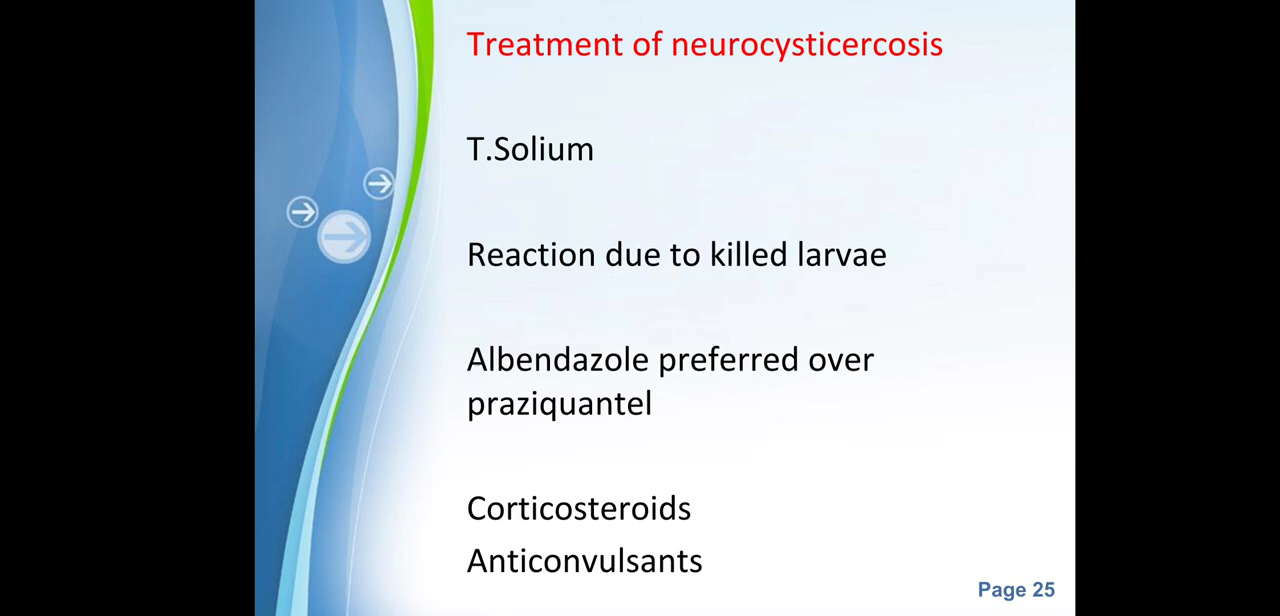 Treatment of neurocysticercosis
T.Solium
Reaction due to killed larvae
Albendazole preferred over
praziquantel
Corticosteroids
Anticonvulsants
Page 25